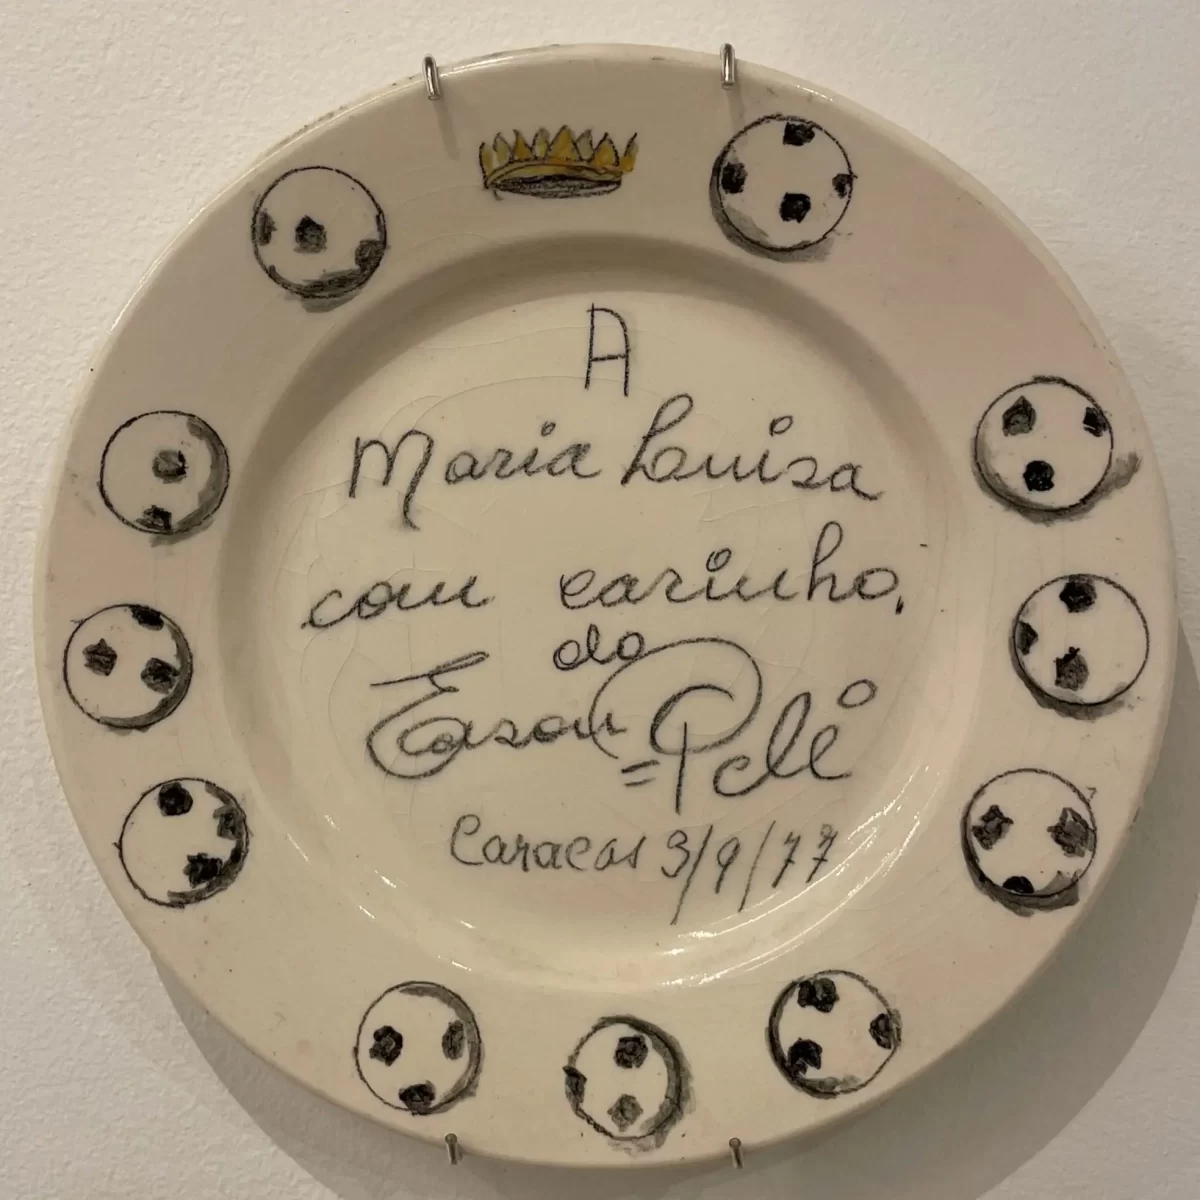 A
Maria Luisa
com carinho,
do
Edson = Pelé
Caracas 3/9/77